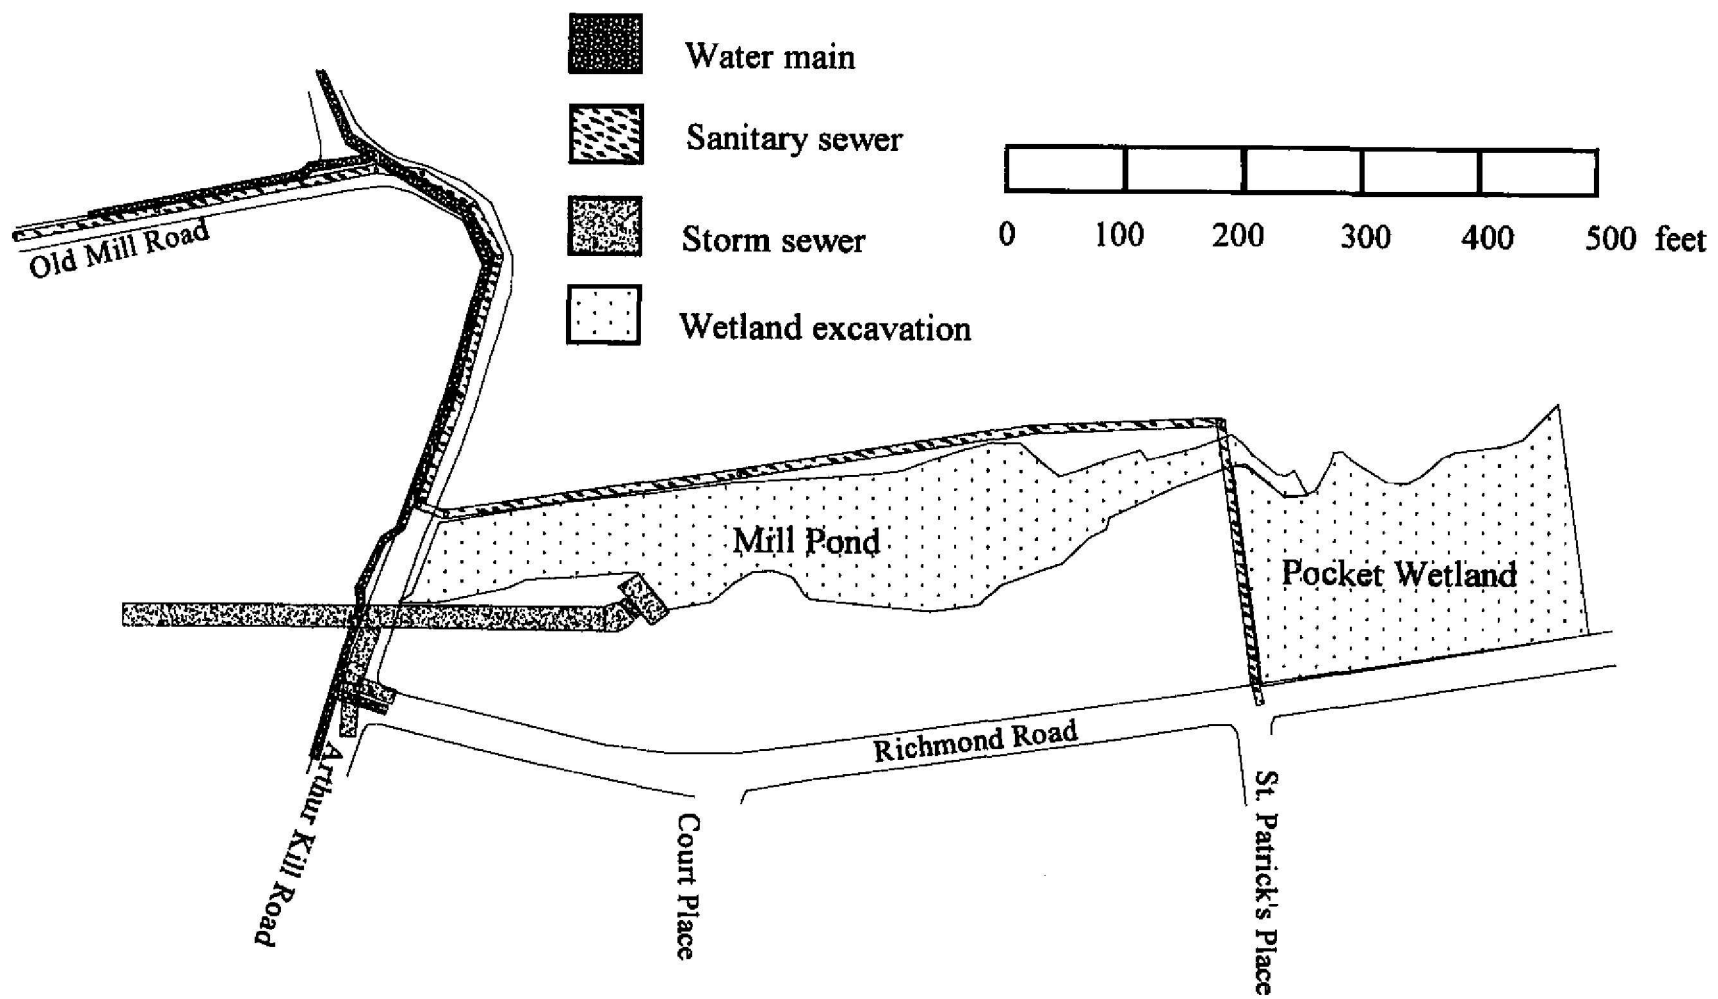 Water main
Sanitary sewer
Storm sewer
Wetland excavation
0 100 200 300 400 500 feet
Old Mill Road
Mill Pond
Pocket Wetland
Richmond Road
Arthur Kill Road
Court Place
St. Patrick's Place